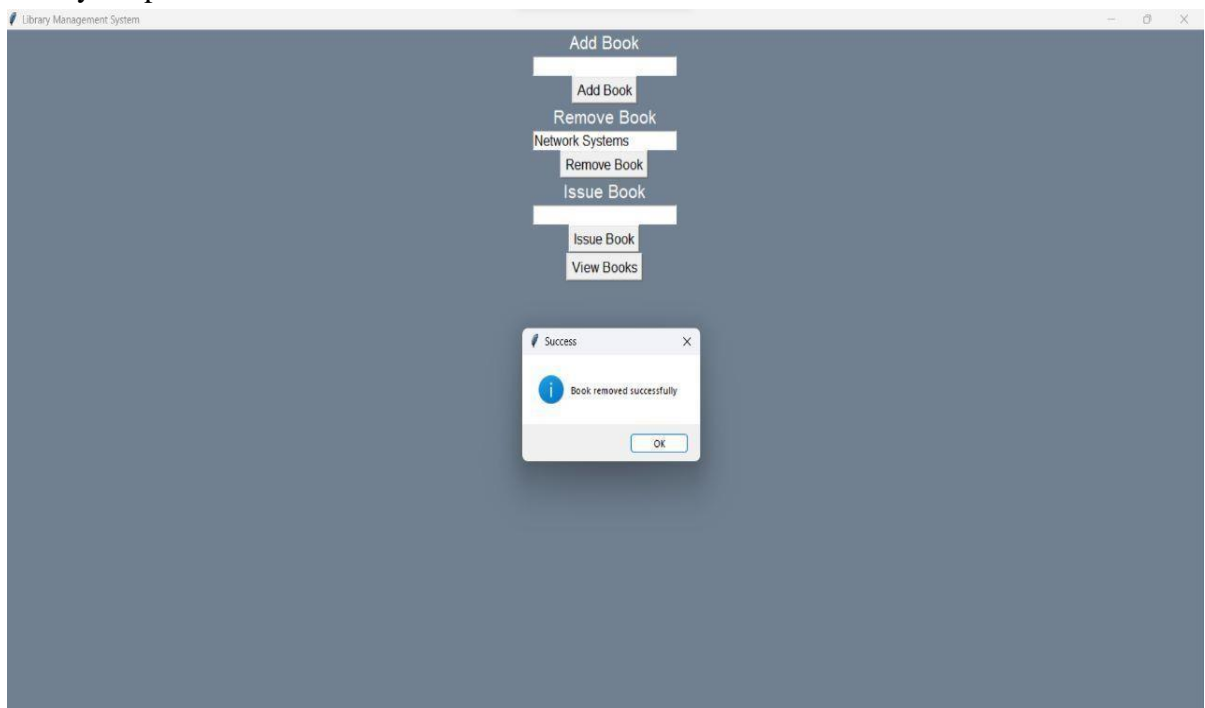 Library Management System
Add Book
Add Book
Remove Book
Network Systems
Remove Book
Issue Book
Issue Book
View Books
Success
Book removed successfully
OK